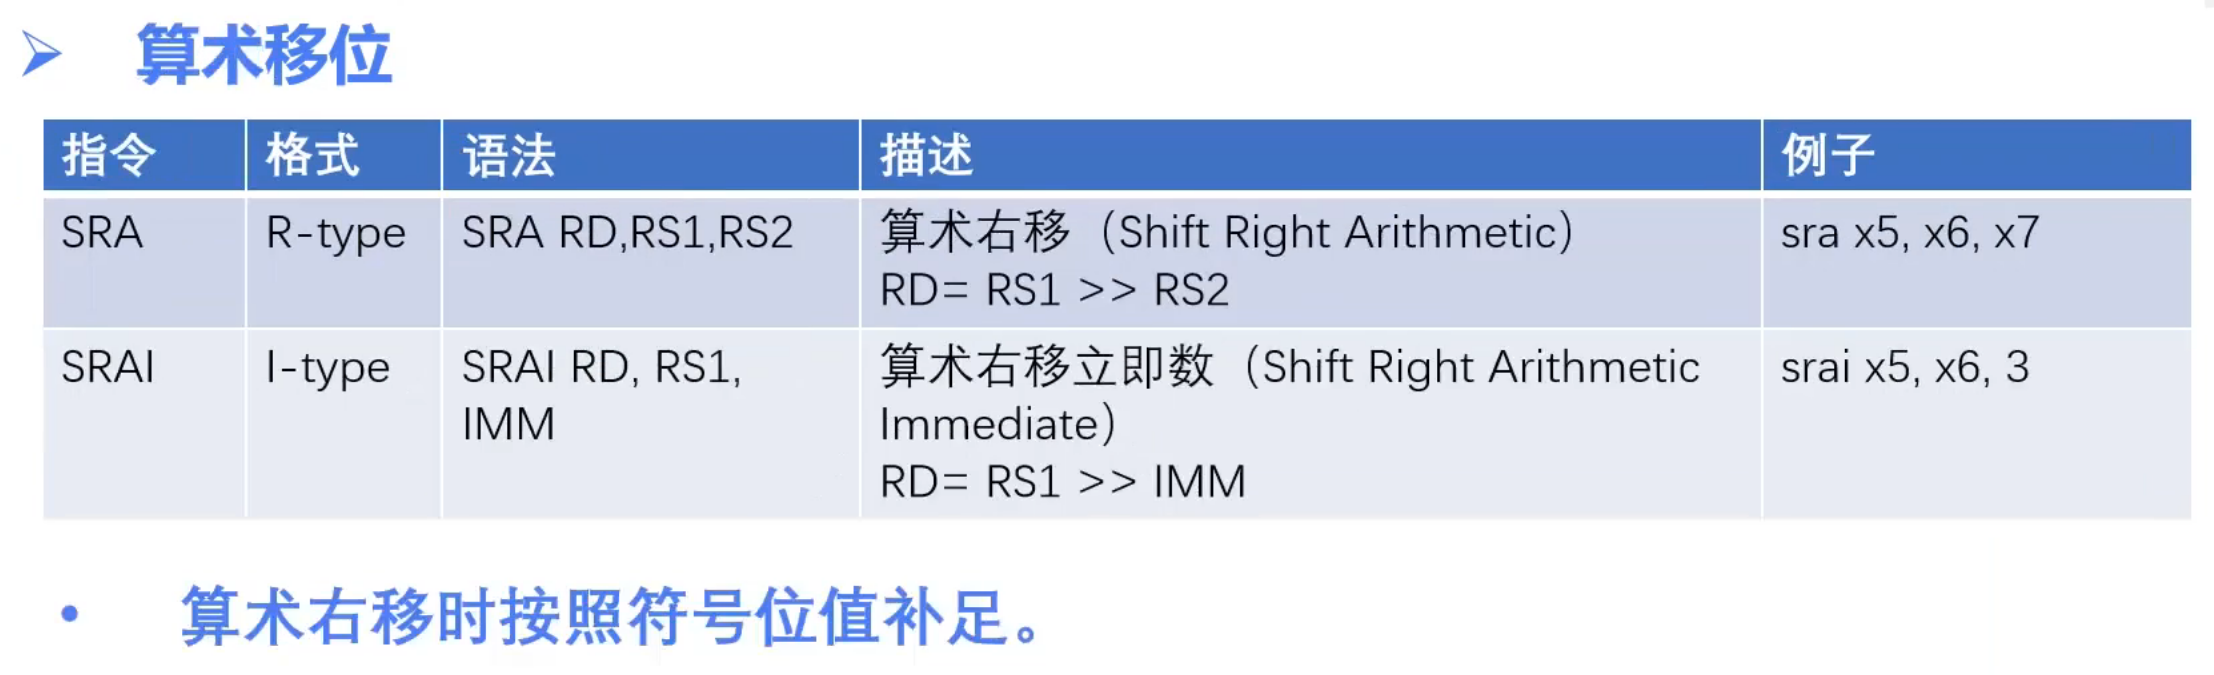 算术移位
指令 格式 语法 描述 例子
SRA R-type SRA RD,RS1,RS2 算术右移（Shift Right Arithmetic） sra x5, x6, x7
RD= RS1 >> RS2
SRAI I-type SRAI RD, RS1, 算术右移立即数（Shift Right Arithmetic srai x5, x6, 3
IMM Immediate）
RD= RS1 >> IMM
• 算术右移时按照符号位值补足。